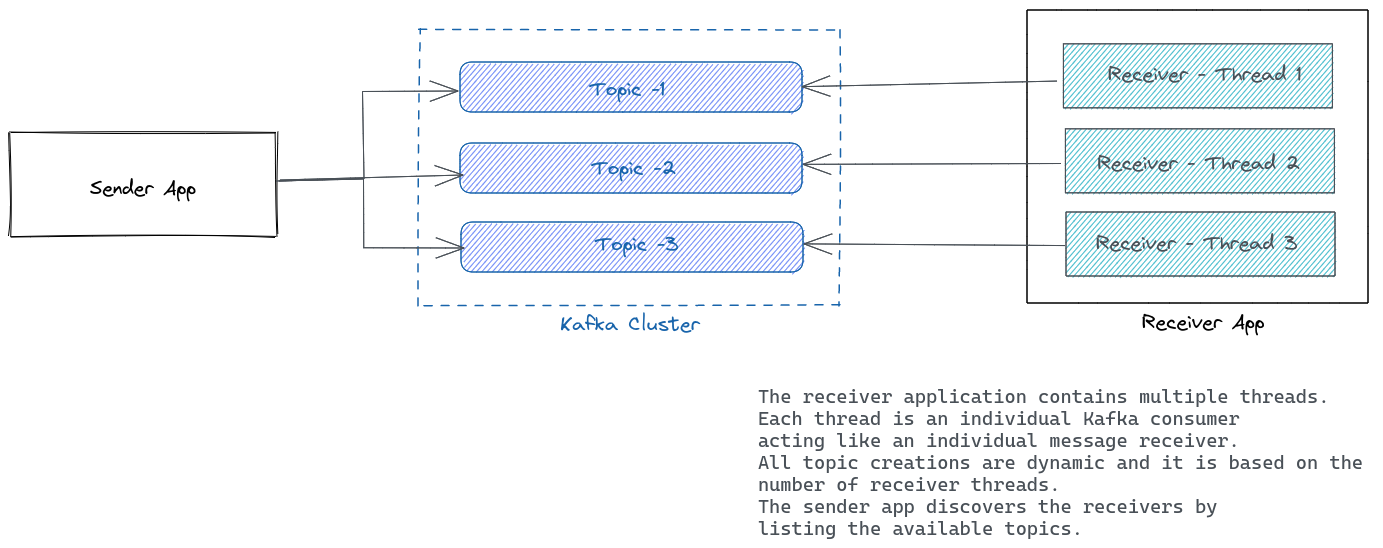 Sender App
Topic -1
Topic -2
Topic -3
Kafka Cluster
Receiver - Thread 1
Receiver - Thread 2
Receiver - Thread 3
Receiver App
The receiver application contains multiple threads.
Each thread is an individual Kafka consumer
acting like an individual message receiver.
All topic creations are dynamic and it is based on the
number of receiver threads.
The sender app discovers the receivers by
listing the available topics.